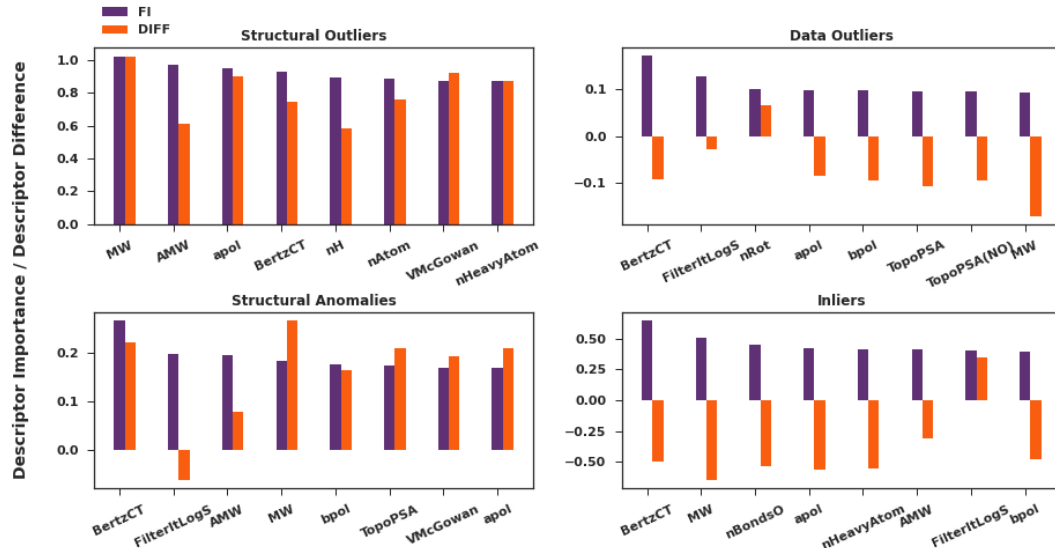 FI
DIFF
Descriptor Importance / Descriptor Difference
Structural Outliers
1.0
0.8
0.6
0.4
0.2
0.0
MW AMW apol BertzCT nH nAtom VMcGowan nHeavyAtom
Data Outliers
0.1
0.0
−0.1
BertzCT FilterItLogS nRot apol bpol TopoPSA TopoPSA(NO) MW
Structural Anomalies
0.2
0.1
0.0
BertzCT FilterItLogS AMW MW bpol TopoPSA VMcGowan apol
Inliers
0.50
0.25
0.00
−0.25
−0.50
BertzCT MW nBondsO apol nHeavyAtom AMW FilterItLogS bpol